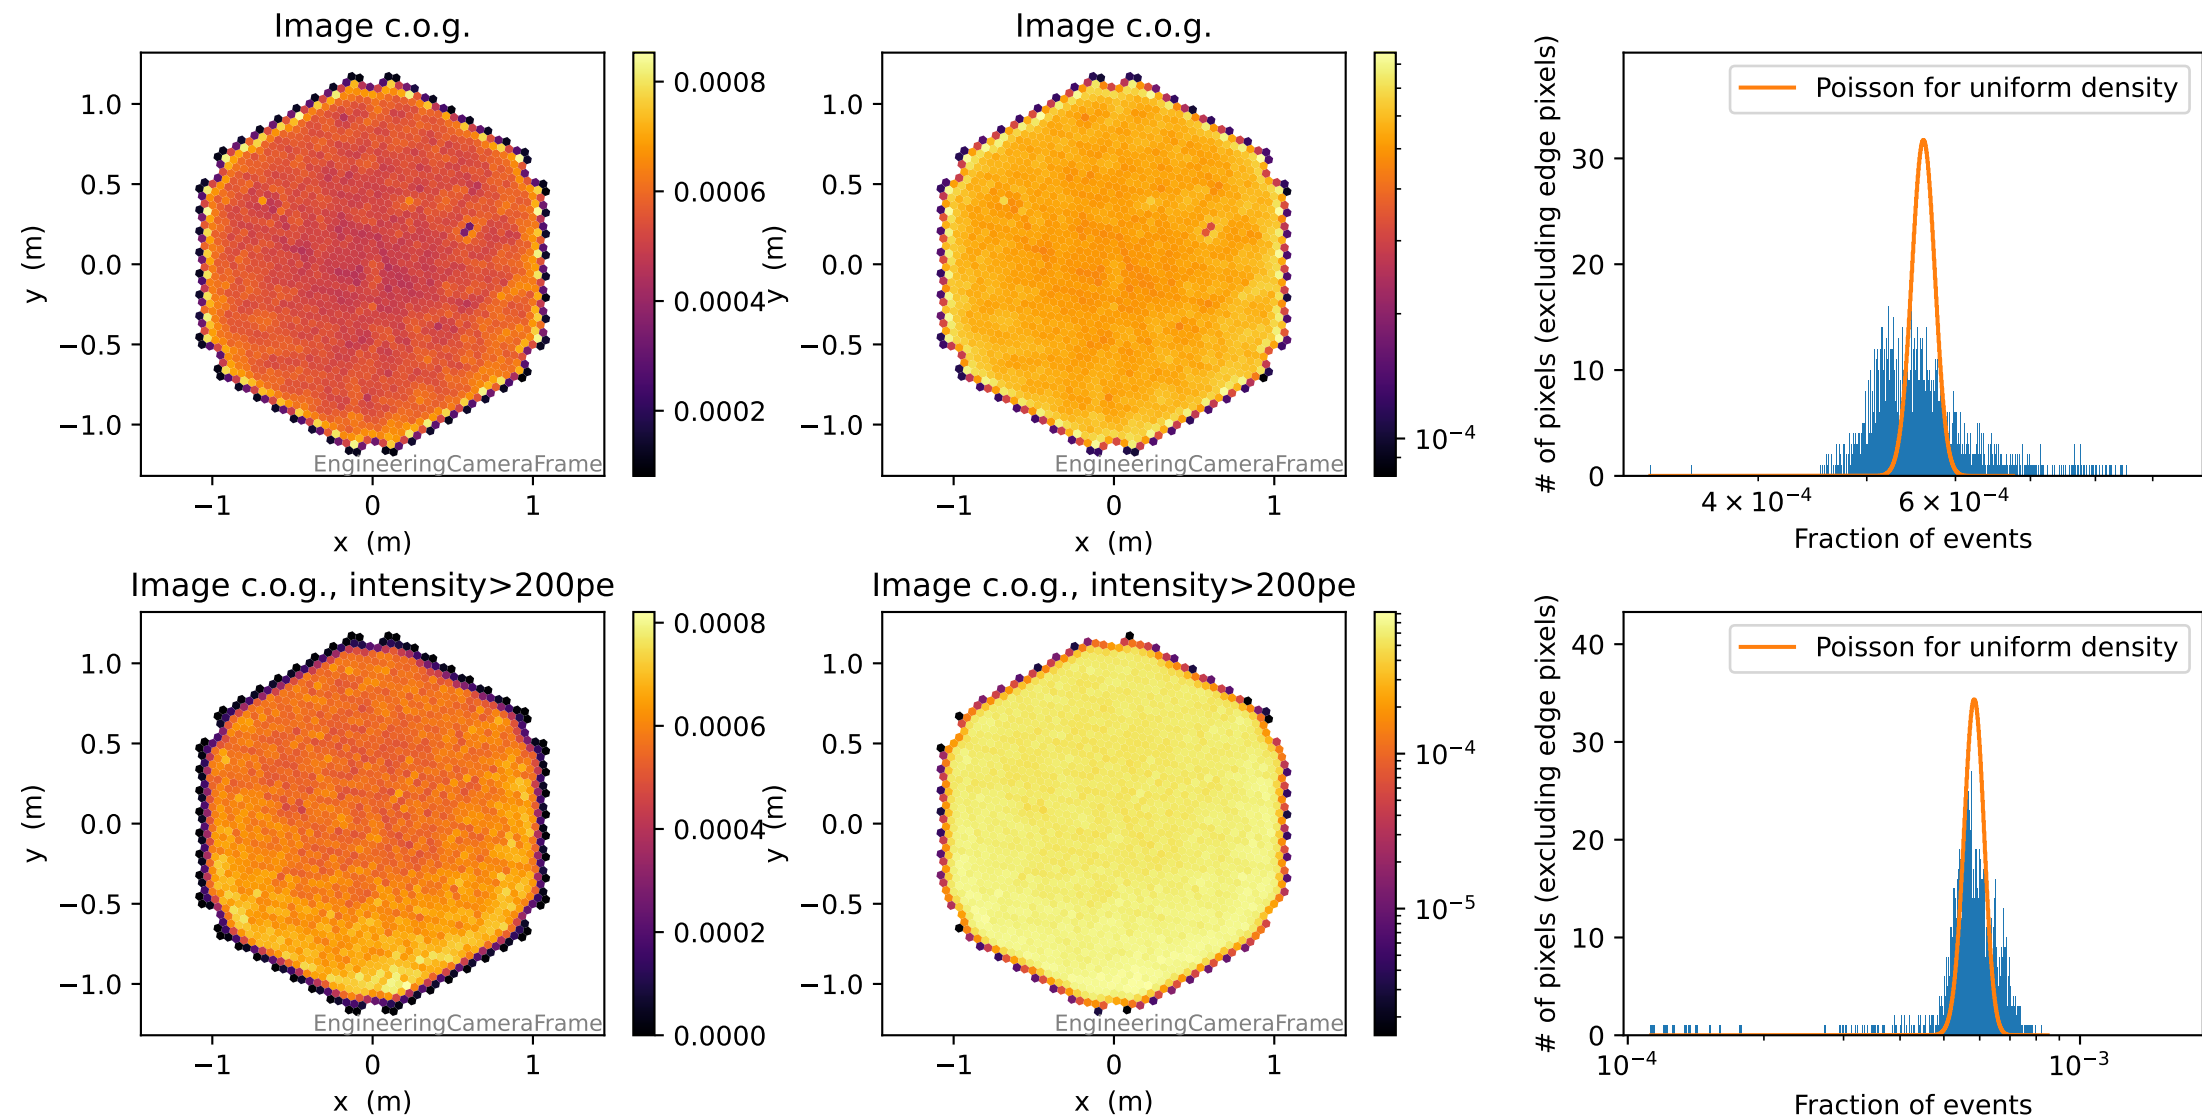 Image c.o.g.
1.0
0.5
0.0
−0.5
−1.0
y (m)
−1
0
1
x (m)
EngineeringCameraFrame
0.0008
0.0006
0.0004
0.0002
Image c.o.g.
1.0
0.5
0.0
−0.5
−1.0
y (m)
−1
0
1
x (m)
EngineeringCameraFrame
10⁻⁴
# of pixels (excluding edge pixels)
30
20
10
0
Poisson for uniform density
4 × 10⁻⁴
6 × 10⁻⁴
Fraction of events
Image c.o.g., intensity>200pe
1.0
0.5
0.0
−0.5
−1.0
y (m)
−1
0
1
x (m)
EngineeringCameraFrame
0.0008
0.0006
0.0004
0.0002
0.0000
Image c.o.g., intensity>200pe
1.0
0.5
0.0
−0.5
−1.0
y (m)
−1
0
1
x (m)
EngineeringCameraFrame
10⁻⁴
10⁻⁵
# of pixels (excluding edge pixels)
40
30
20
10
0
Poisson for uniform density
10⁻⁴
10⁻³
Fraction of events